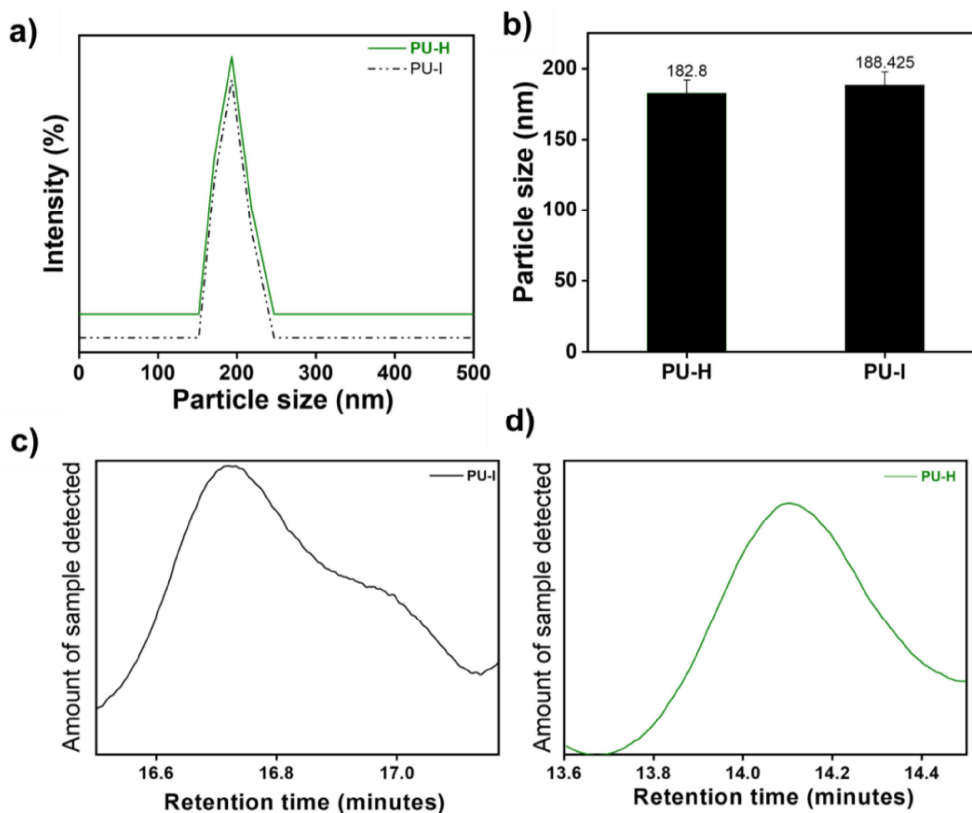 a)
PU-H
PU-I
Intensity (%)
0 100 200 300 400 500
Particle size (nm)
b)
182.8
188.425
Particle size (nm)
200
150
100
50
0
PU-H PU-I
c)
PU-I
Amount of sample detected
16.6 16.8 17.0
Retention time (minutes)
d)
PU-H
Amount of sample detected
13.6 13.8 14.0 14.2 14.4
Retention time (minutes)